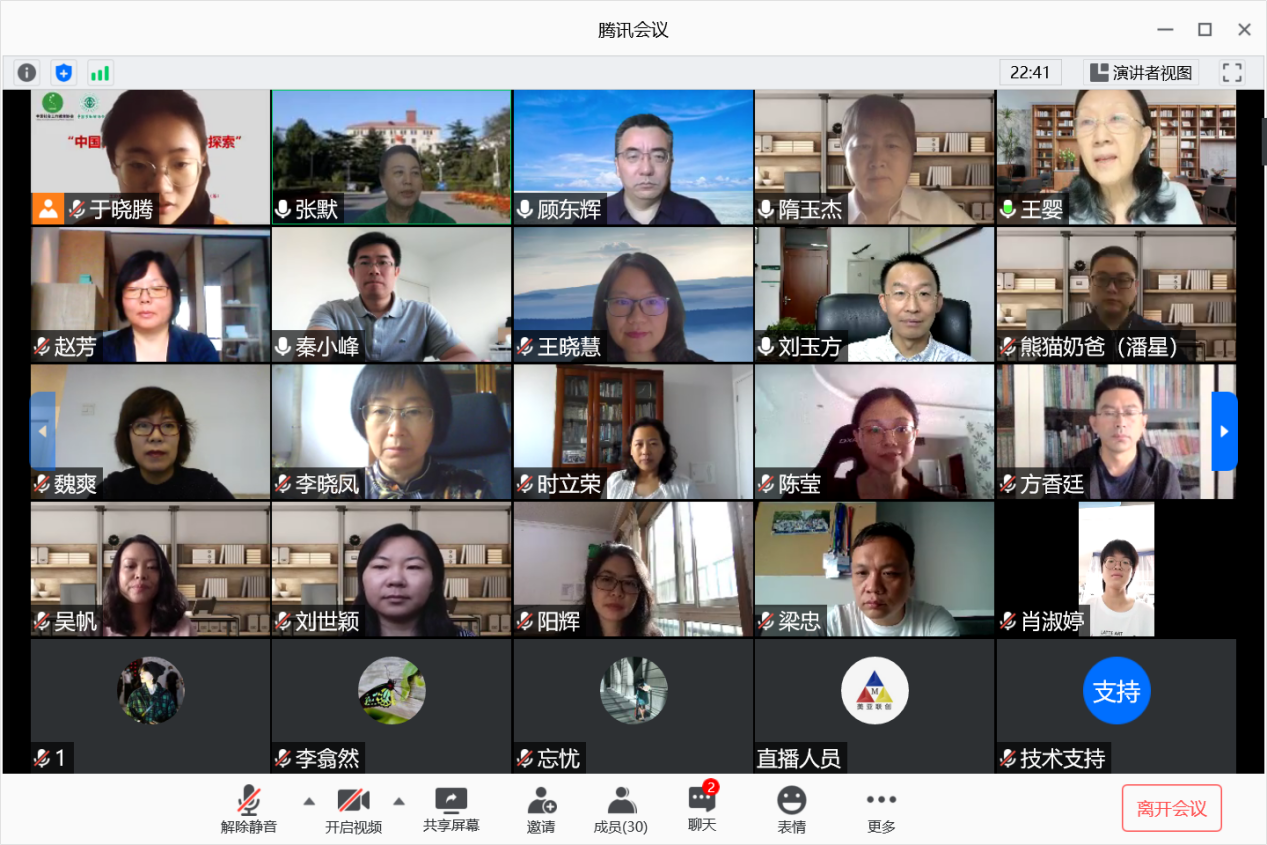 腾讯会议
22:41
演讲者视图
“中国
探索”
于晓腾
张默
顾东辉
隋玉杰
王婴
赵芳
秦小峰
王晓慧
刘玉方
熊猫奶爸（潘星）
魏爽
李晓凤
时立荣
陈莹
方香廷
吴帆
刘世颖
阳辉
梁忠
肖淑婷
M
美亚联创
支持
1
李翕然
忘忧
直播人员
技术支持
解除静音
开启视频
共享屏幕
邀请
成员(30)
2
聊天
表情
更多
离开会议